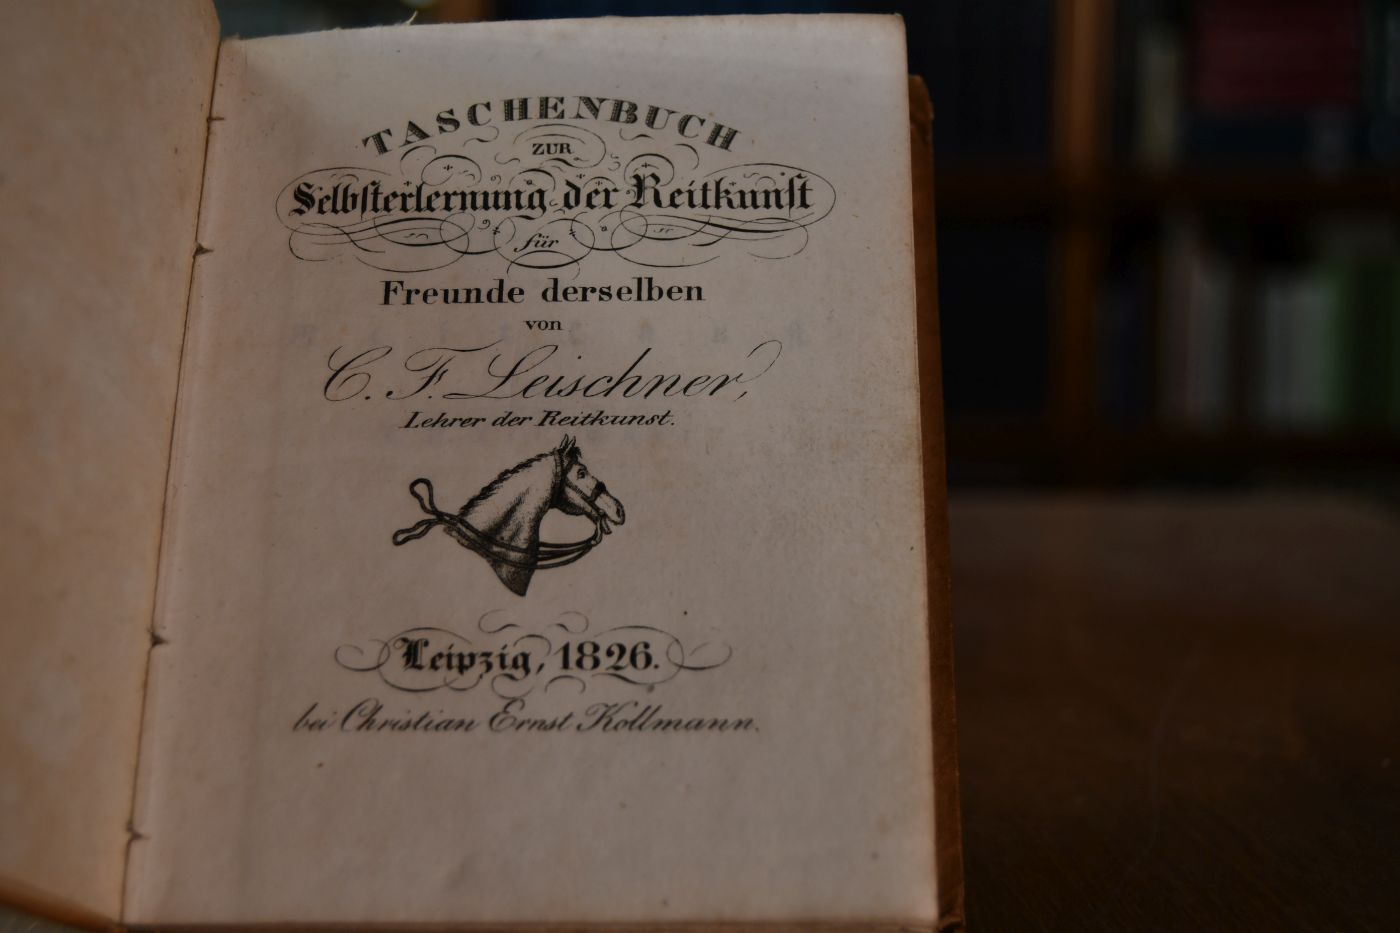 TASCHENBUCH
ZUR
Selbſterlernung der Reitkunſt
für
Freunde derselben
von
C. F. Leischner,
Lehrer der Reitkunst.
Leipzig, 1826.
bei Christian Ernst Kollmann.